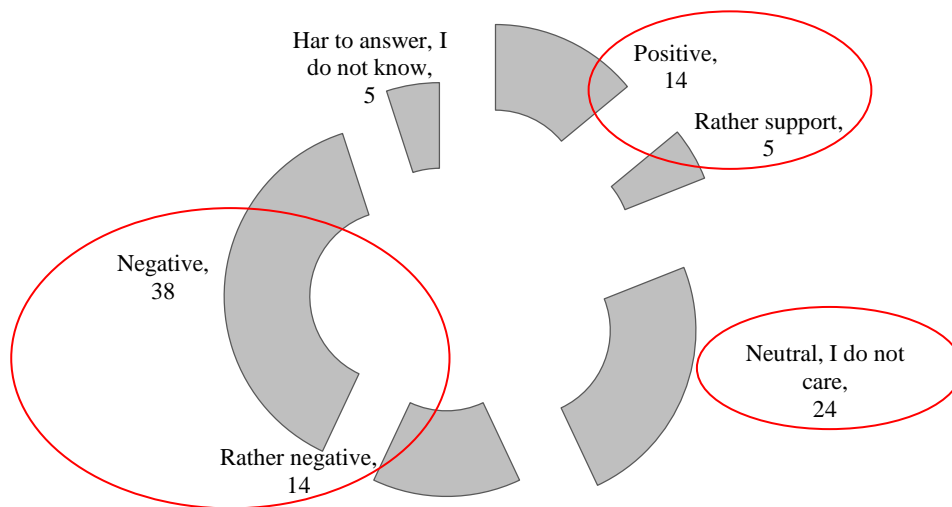 Har to answer, I
do not know,
5
Positive,
14
Rather support,
5
Negative,
38
Neutral, I do not
care,
24
Rather negative,
14